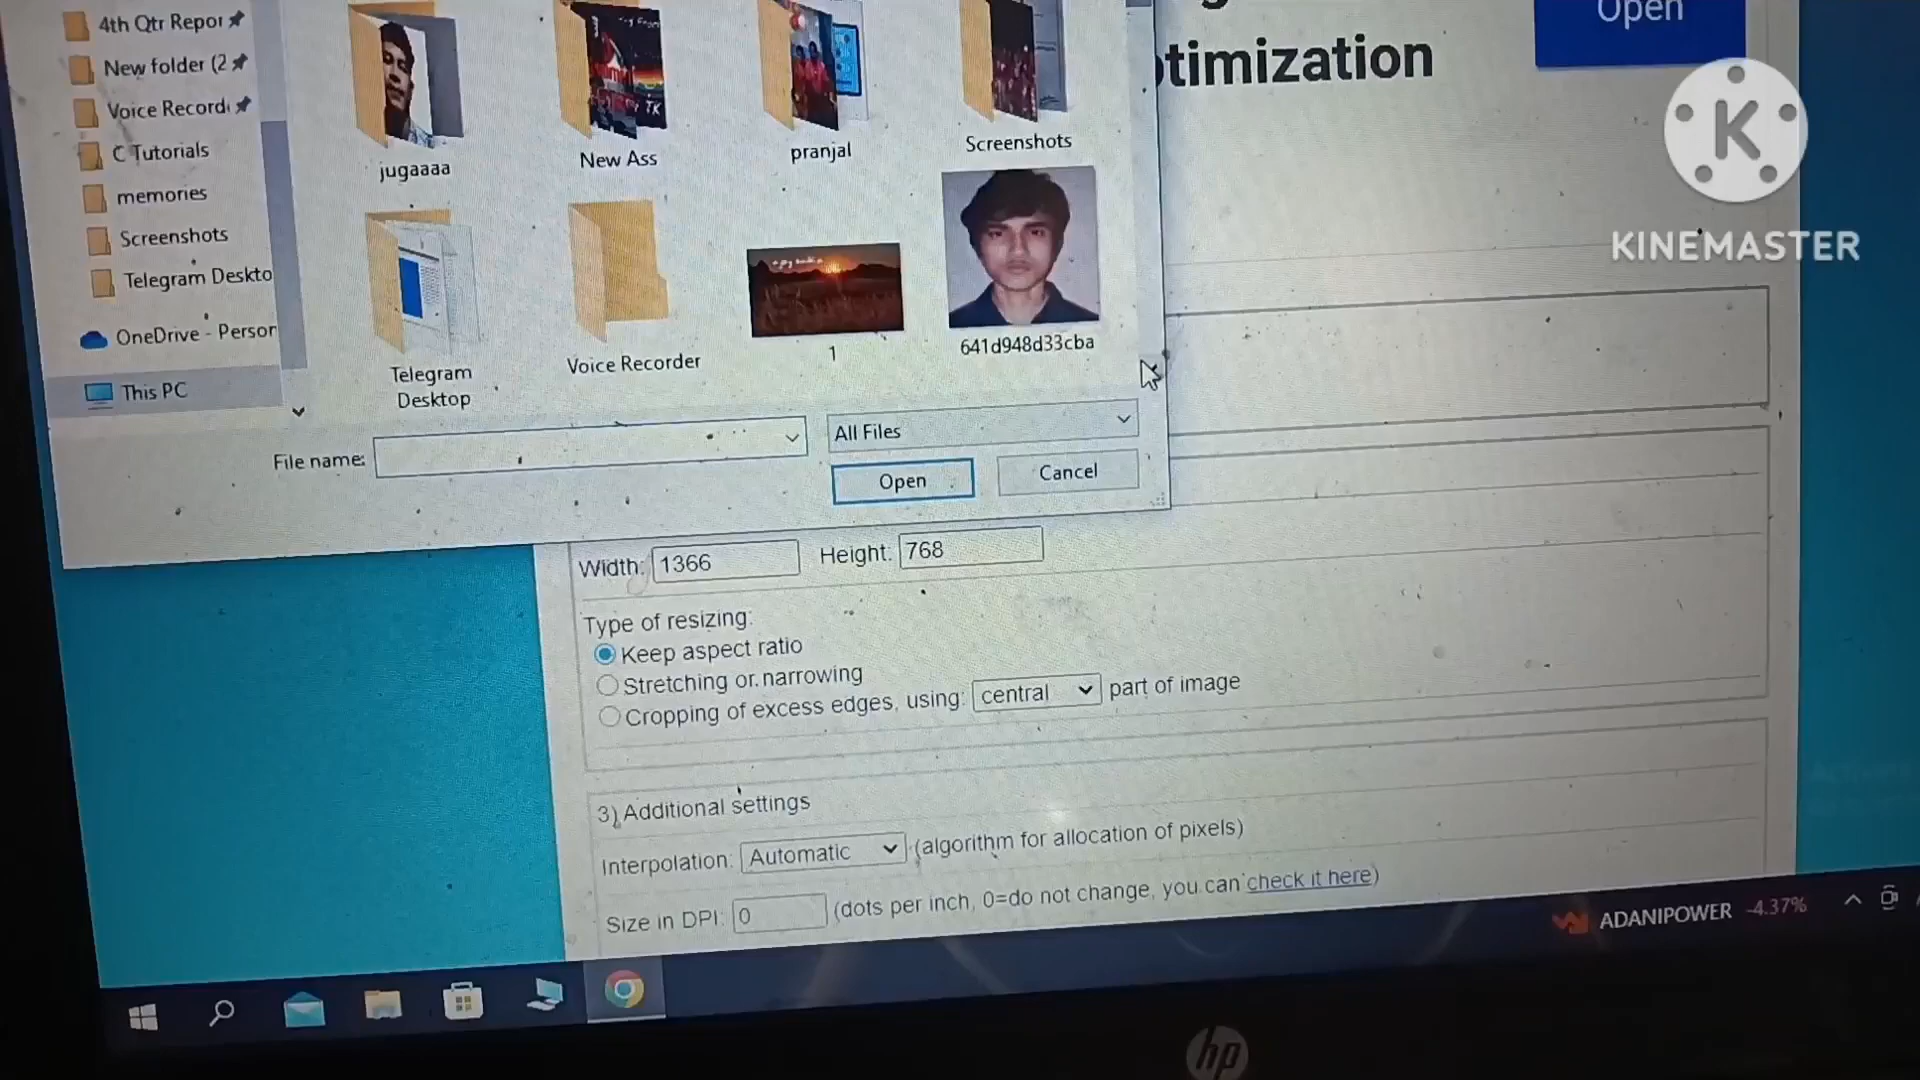 4th Qtr Repor
New folder (2
Voice Recordi
C Tutorials
memories
Screenshots
Telegram Deskto
OneDrive - Person
This PC
jugaaaa
New Ass
pranjal
Screenshots
Telegram
Desktop
Voice Recorder
1
641d948d33cba
File name:
All Files
Open
Cancel
timization
Open
KINEMASTER
Width: 1366 Height: 768
Type of resizing:
Keep aspect ratio
Stretching or narrowing
Cropping of excess edges, using: central part of image
3) Additional settings
Interpolation: Automatic (algorithm for allocation of pixels)
Size in DPI: 0 (dots per inch, 0=do not change, you can check it here)
ADANIPOWER -4.37%
hp